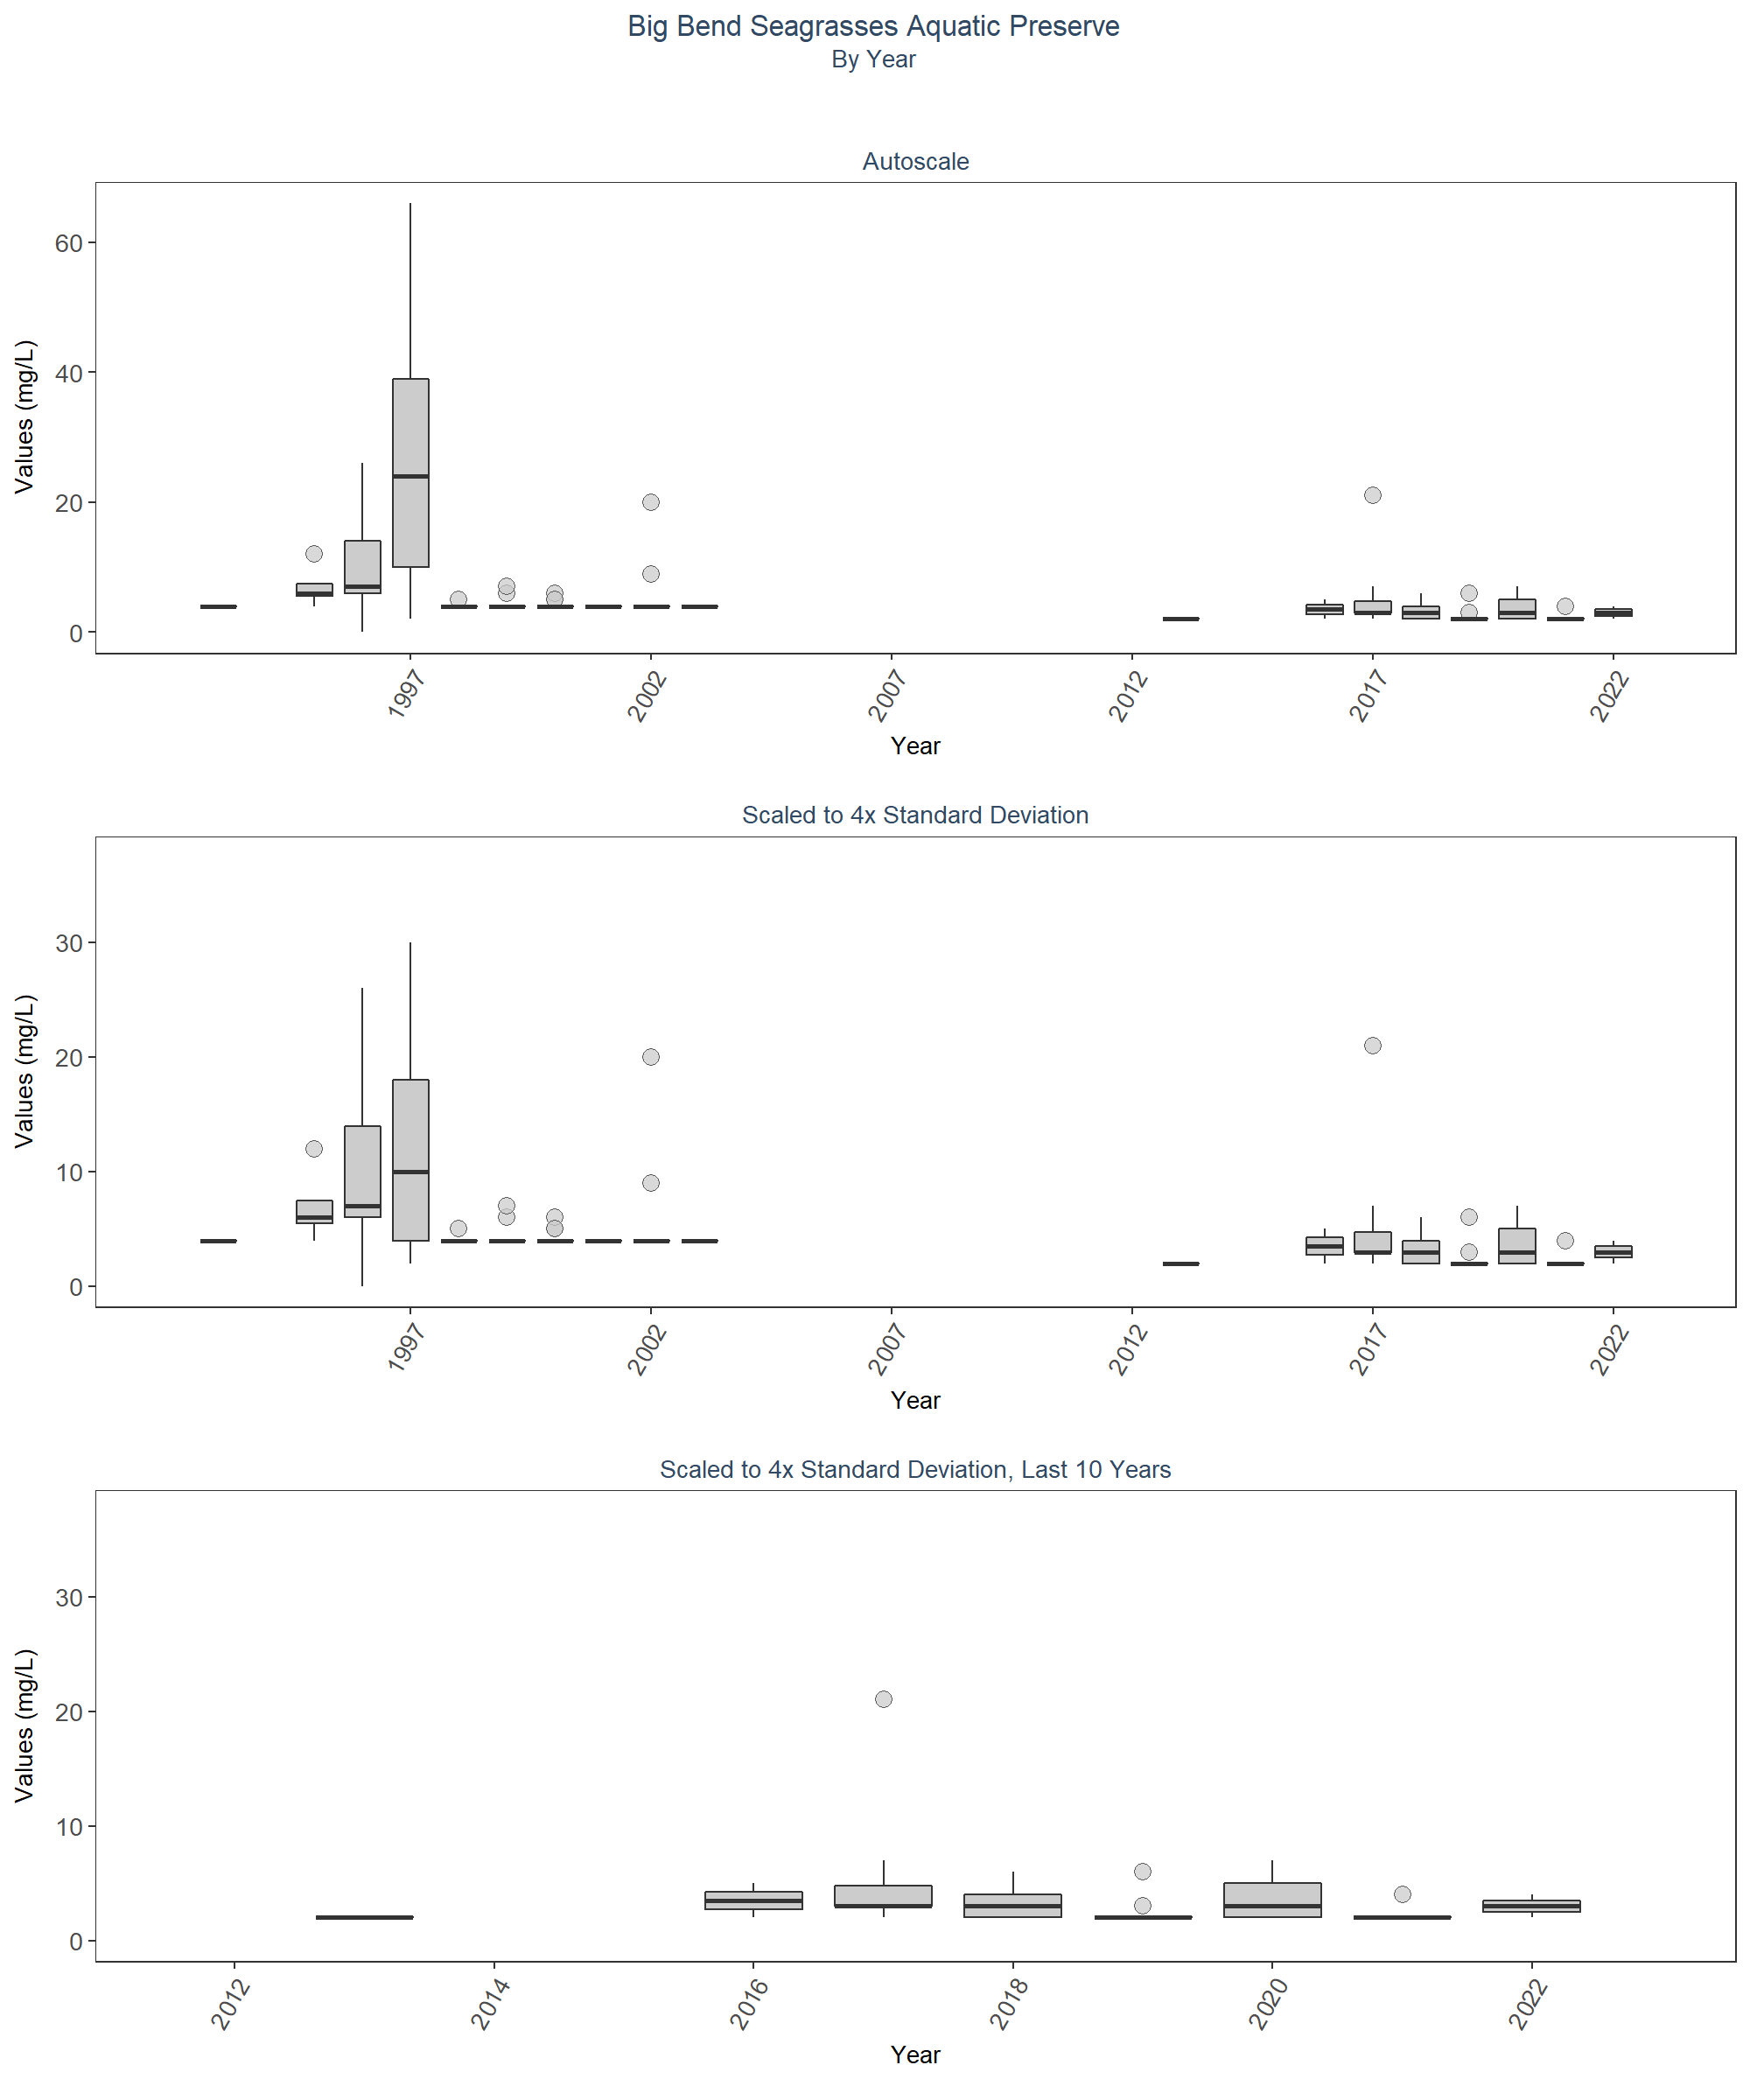 Big Bend Seagrasses Aquatic Preserve
By Year
Autoscale
Values (mg/L)
60
40
20
0
1997
2002
2007
2012
2017
2022
Year
Scaled to 4x Standard Deviation
Values (mg/L)
30
20
10
0
1997
2002
2007
2012
2017
2022
Year
Scaled to 4x Standard Deviation, Last 10 Years
Values (mg/L)
30
20
10
0
2012
2014
2016
2018
2020
2022
Year